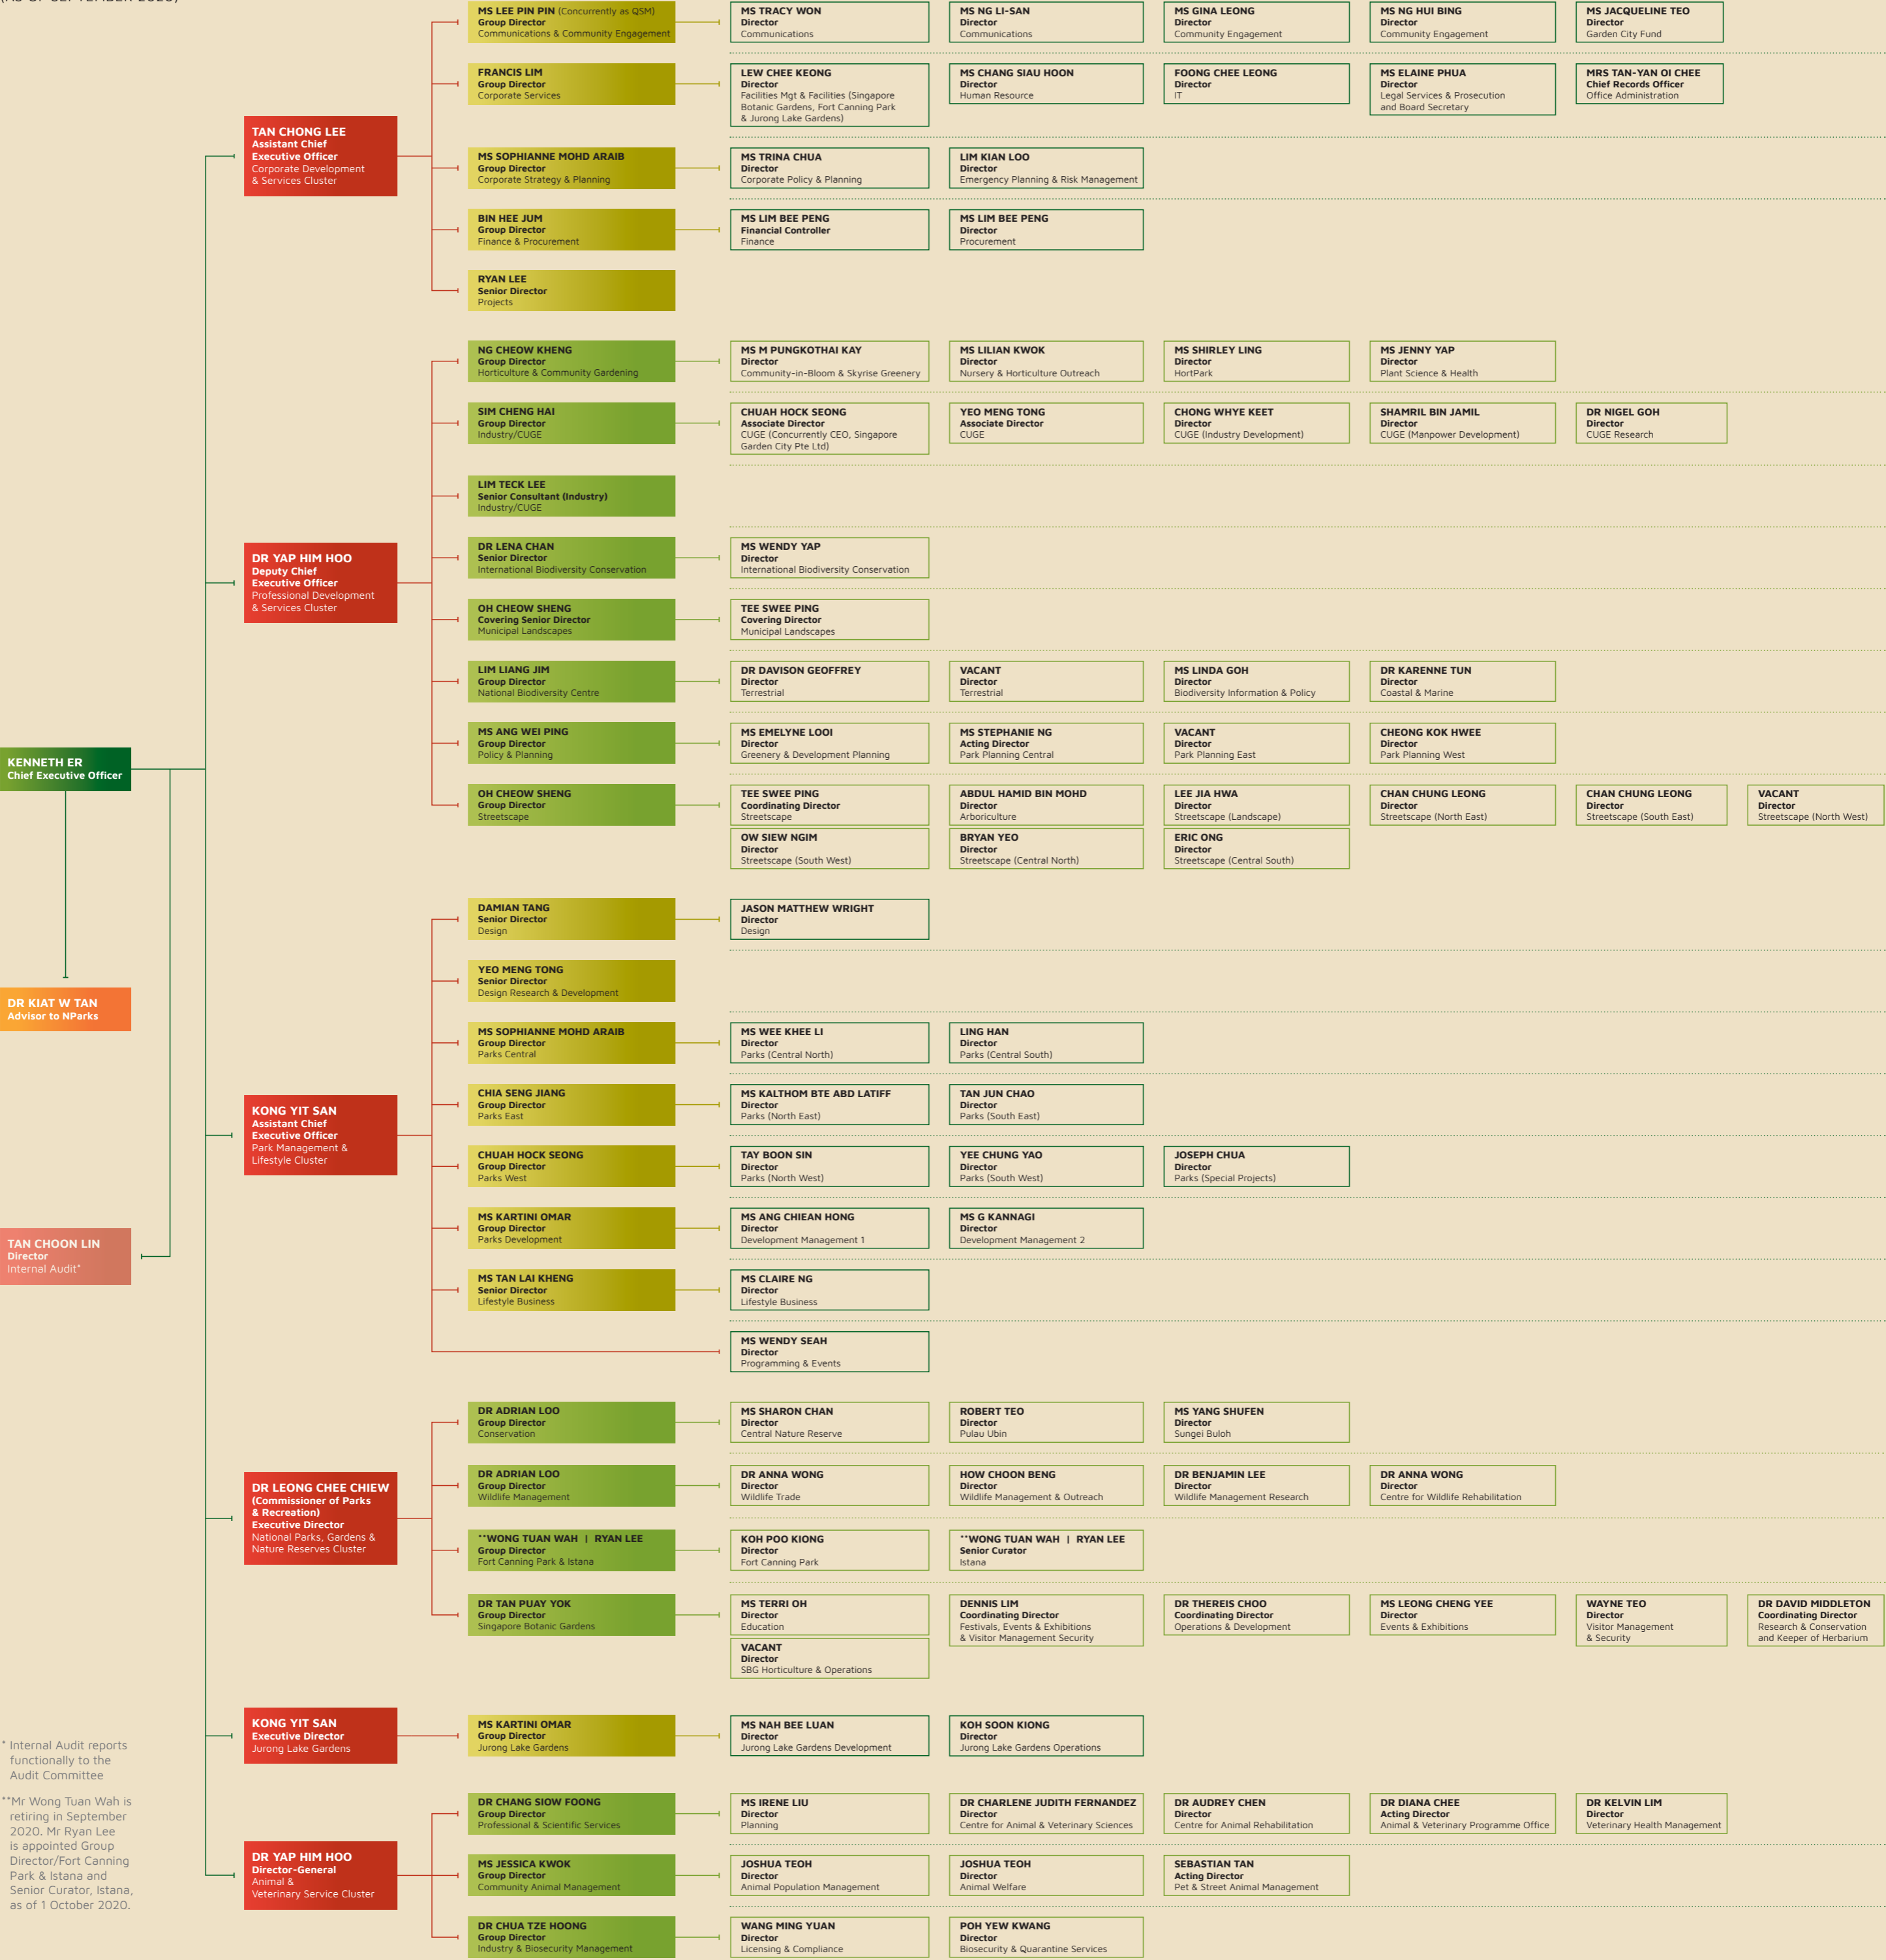 (AS OF SEPTEMBER 2020)
MS LEE PIN PIN (Concurrently as QSM)
Group Director
Communications & Community Engagement
MS TRACY WON
Director
Communications
MS NG LI-SAN
Director
Communications
MS GINA LEONG
Director
Community Engagement
MS NG HUI BING
Director
Community Engagement
MS JACQUELINE TEO
Director
Garden City Fund
FRANCIS LIM
Group Director
Corporate Services
LEW CHEE KEONG
Director
Facilities Mgt & Facilities (Singapore
Botanic Gardens, Fort Canning Park
& Jurong Lake Gardens)
MS CHANG SIAU HOON
Director
Human Resource
FOONG CHEE LEONG
Director
IT
MS ELAINE PHUA
Director
Legal Services & Prosecution
and Board Secretary
MRS TAN-YAN OI CHEE
Chief Records Officer
Office Administration
TAN CHONG LEE
Assistant Chief
Executive Officer
Corporate Development
& Services Cluster
MS SOPHIANNE MOHD ARAIB
Group Director
Corporate Strategy & Planning
MS TRINA CHUA
Director
Corporate Policy & Planning
LIM KIAN LOO
Director
Emergency Planning & Risk Management
BIN HEE JUM
Group Director
Finance & Procurement
MS LIM BEE PENG
Financial Controller
Finance
MS LIM BEE PENG
Director
Procurement
RYAN LEE
Senior Director
Projects
NG CHEOW KHENG
Group Director
Horticulture & Community Gardening
MS M PUNGKOTHAI KAY
Director
Community-in-Bloom & Skyrise Greenery
MS LILIAN KWOK
Director
Nursery & Horticulture Outreach
MS SHIRLEY LING
Director
HortPark
MS JENNY YAP
Director
Plant Science & Health
SIM CHENG HAI
Group Director
Industry/CUGE
CHUAH HOCK SEONG
Associate Director
CUGE (Concurrently CEO, Singapore
Garden City Pte Ltd)
YEO MENG TONG
Associate Director
CUGE
CHONG WHYE KEET
Director
CUGE (Industry Development)
SHAMRIL BIN JAMIL
Director
CUGE (Manpower Development)
DR NIGEL GOH
Director
CUGE Research
LIM TECK LEE
Senior Consultant (Industry)
Industry/CUGE
DR YAP HIM HOO
Deputy Chief
Executive Officer
Professional Development
& Services Cluster
DR LENA CHAN
Senior Director
International Biodiversity Conservation
MS WENDY YAP
Director
International Biodiversity Conservation
OH CHEOW SHENG
Covering Senior Director
Municipal Landscapes
TEE SWEE PING
Covering Director
Municipal Landscapes
LIM LIANG JIM
Group Director
National Biodiversity Centre
DR DAVISON GEOFFREY
Director
Terrestrial
VACANT
Director
Terrestrial
MS LINDA GOH
Director
Biodiversity Information & Policy
DR KARENNE TUN
Director
Coastal & Marine
MS ANG WEI PING
Group Director
Policy & Planning
MS EMELYNE LOOI
Director
Greenery & Development Planning
MS STEPHANIE NG
Acting Director
Park Planning Central
VACANT
Director
Park Planning East
CHEONG KOK HWEE
Director
Park Planning West
KENNETH ER
Chief Executive Officer
OH CHEOW SHENG
Group Director
Streetscape
TEE SWEE PING
Coordinating Director
Streetscape
ABDUL HAMID BIN MOHD
Director
Arboriculture
LEE JIA HWA
Director
Streetscape (Landscape)
CHAN CHUNG LEONG
Director
Streetscape (North East)
CHAN CHUNG LEONG
Director
Streetscape (South East)
VACANT
Director
Streetscape (North West)
OW SIEW NGIM
Director
Streetscape (South West)
BRYAN YEO
Director
Streetscape (Central North)
ERIC ONG
Director
Streetscape (Central South)
DAMIAN TANG
Senior Director
Design
JASON MATTHEW WRIGHT
Director
Design
YEO MENG TONG
Senior Director
Design Research & Development
DR KIAT W TAN
Advisor to NParks
MS SOPHIANNE MOHD ARAIB
Group Director
Parks Central
MS WEE KHEE LI
Director
Parks (Central North)
LING HAN
Director
Parks (Central South)
CHIA SENG JIANG
Group Director
Parks East
MS KALTHOM BTE ABD LATIFF
Director
Parks (North East)
TAN JUN CHAO
Director
Parks (South East)
KONG YIT SAN
Assistant Chief
Executive Officer
Park Management &
Lifestyle Cluster
CHUAH HOCK SEONG
Group Director
Parks West
TAY BOON SIN
Director
Parks (North West)
YEE CHUNG YAO
Director
Parks (South West)
JOSEPH CHUA
Director
Parks (Special Projects)
MS KARTINI OMAR
Group Director
Parks Development
MS ANG CHIEAN HONG
Director
Development Management 1
MS G KANNAGI
Director
Development Management 2
TAN CHOON LIN
Director
Internal Audit*
MS TAN LAI KHENG
Senior Director
Lifestyle Business
MS CLAIRE NG
Director
Lifestyle Business
MS WENDY SEAH
Director
Programming & Events
DR ADRIAN LOO
Group Director
Conservation
MS SHARON CHAN
Director
Central Nature Reserve
ROBERT TEO
Director
Pulau Ubin
MS YANG SHUFEN
Director
Sungei Buloh
DR LEONG CHEE CHIEW
(Commissioner of Parks
& Recreation)
Executive Director
National Parks, Gardens &
Nature Reserves Cluster
DR ADRIAN LOO
Group Director
Wildlife Management
DR ANNA WONG
Director
Wildlife Trade
HOW CHOON BENG
Director
Wildlife Management & Outreach
DR BENJAMIN LEE
Director
Wildlife Management Research
DR ANNA WONG
Director
Centre for Wildlife Rehabilitation
**WONG TUAN WAH | RYAN LEE
Group Director
Fort Canning Park & Istana
KOH POO KIONG
Director
Fort Canning Park
**WONG TUAN WAH | RYAN LEE
Senior Curator
Istana
DR TAN PUAY YOK
Group Director
Singapore Botanic Gardens
MS TERRI OH
Director
Education
DENNIS LIM
Coordinating Director
Festivals, Events & Exhibitions
& Visitor Management Security
DR THEREIS CHOO
Coordinating Director
Operations & Development
MS LEONG CHENG YEE
Director
Events & Exhibitions
WAYNE TEO
Director
Visitor Management
& Security
DR DAVID MIDDLETON
Coordinating Director
Research & Conservation
and Keeper of Herbarium
VACANT
Director
SBG Horticulture & Operations
KONG YIT SAN
Executive Director
Jurong Lake Gardens
MS KARTINI OMAR
Group Director
Jurong Lake Gardens
MS NAH BEE LUAN
Director
Jurong Lake Gardens Development
KOH SOON KIONG
Director
Jurong Lake Gardens Operations
* Internal Audit reports
functionally to the
Audit Committee
**Mr Wong Tuan Wah is
retiring in September
2020. Mr Ryan Lee
is appointed Group
Director/Fort Canning
Park & Istana and
Senior Curator, Istana,
as of 1 October 2020.
DR YAP HIM HOO
Director-General
Animal &
Veterinary Service Cluster
DR CHANG SIOW FOONG
Group Director
Professional & Scientific Services
MS IRENE LIU
Director
Planning
DR CHARLENE JUDITH FERNANDEZ
Director
Centre for Animal & Veterinary Sciences
DR AUDREY CHEN
Director
Centre for Animal Rehabilitation
DR DIANA CHEE
Acting Director
Animal & Veterinary Programme Office
DR KELVIN LIM
Director
Veterinary Health Management
MS JESSICA KWOK
Group Director
Community Animal Management
JOSHUA TEOH
Director
Animal Population Management
JOSHUA TEOH
Director
Animal Welfare
SEBASTIAN TAN
Acting Director
Pet & Street Animal Management
DR CHUA TZE HOONG
Group Director
Industry & Biosecurity Management
WANG MING YUAN
Director
Licensing & Compliance
POH YEW KWANG
Director
Biosecurity & Quarantine Services